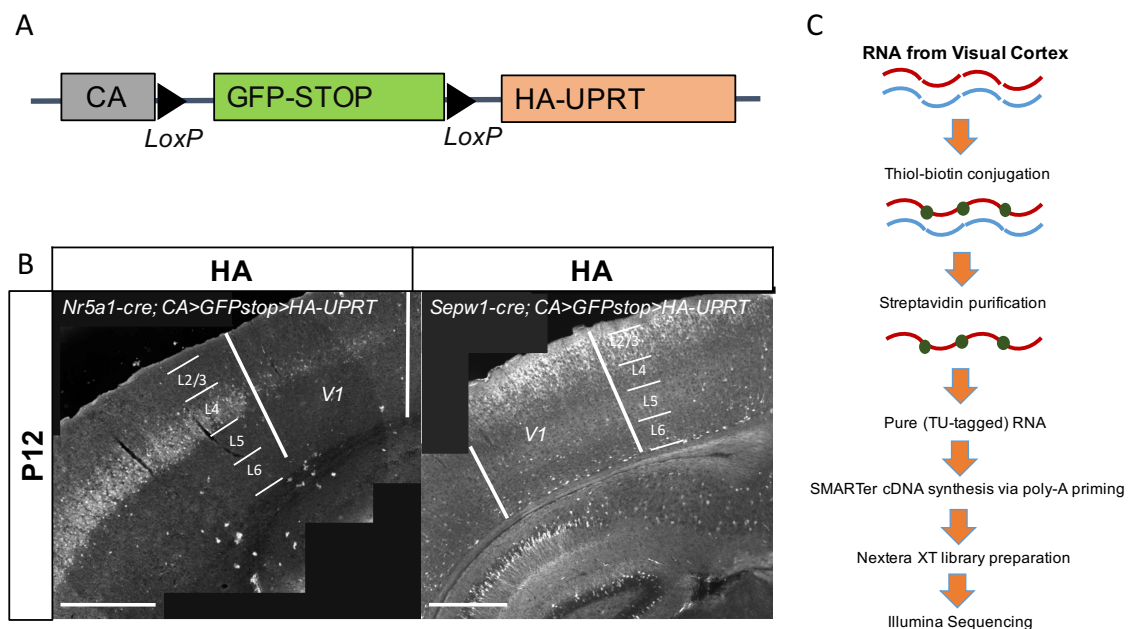 A
CA
GFP-STOP
HA-UPRT
LoxP
LoxP
B
HA
HA
P12
Nr5a1-cre; CA>GFPstop>HA-UPRT
L2/3
L4
L5
L6
V1
Sepw1-cre; CA>GFPstop>HA-UPRT
L2/3
L4
L5
L6
V1
C
RNA from Visual Cortex
Thiol-biotin conjugation
Streptavidin purification
Pure (TU-tagged) RNA
SMARTer cDNA synthesis via poly-A priming
Nextera XT library preparation
Illumina Sequencing